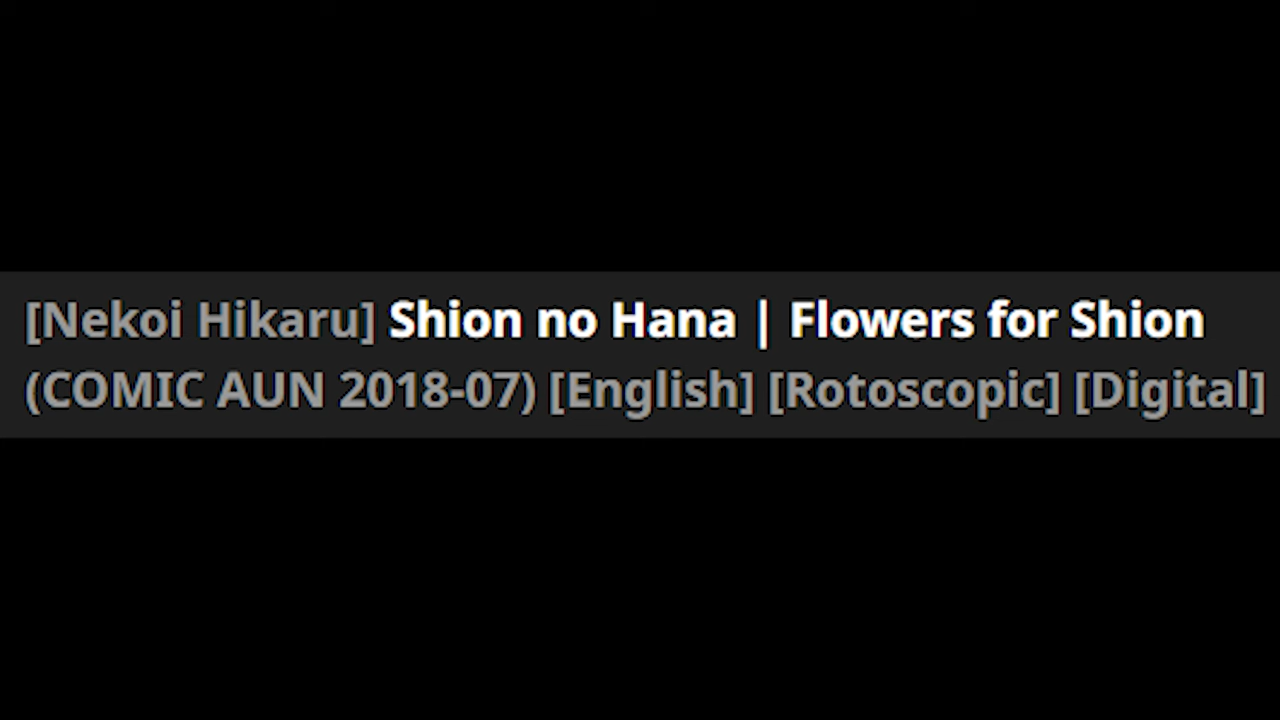 [Nekoi Hikaru] Shion no Hana | Flowers for Shion
(COMIC AUN 2018-07) [English] [Rotoscopic] [Digital]